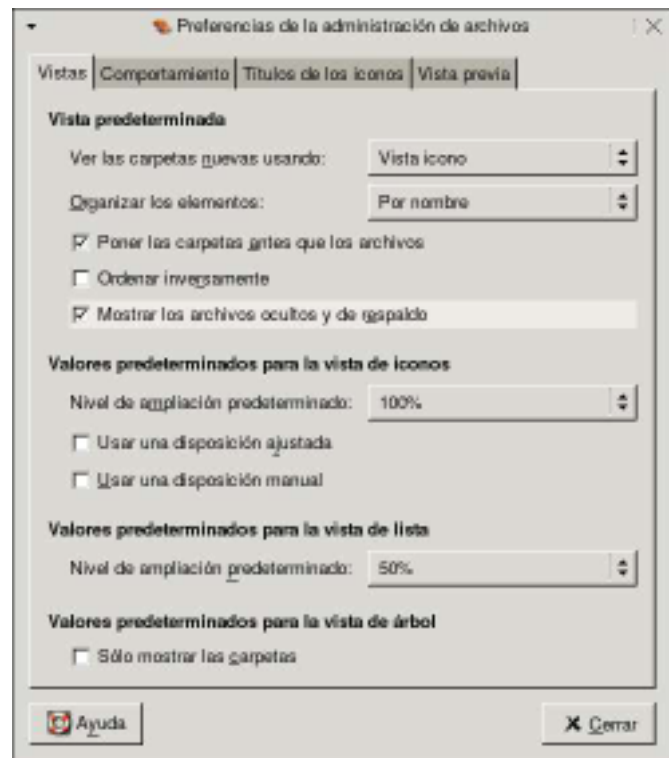 Preferencias de la administración de archivos
Vistas Comportamiento Títulos de los iconos Vista previa
Vista predeterminada
Ver las carpetas nuevas usando: Vista icono
Organizar los elementos: Por nombre
Poner las carpetas antes que los archivos
Ordenar inversamente
Mostrar los archivos ocultos y de respaldo
Valores predeterminados para la vista de iconos
Nivel de ampliación predeterminado: 100%
Usar una disposición ajustada
Usar una disposición manual
Valores predeterminados para la vista de lista
Nivel de ampliación predeterminado: 50%
Valores predeterminados para la vista de árbol
Sólo mostrar las carpetas
Ayuda Cerrar